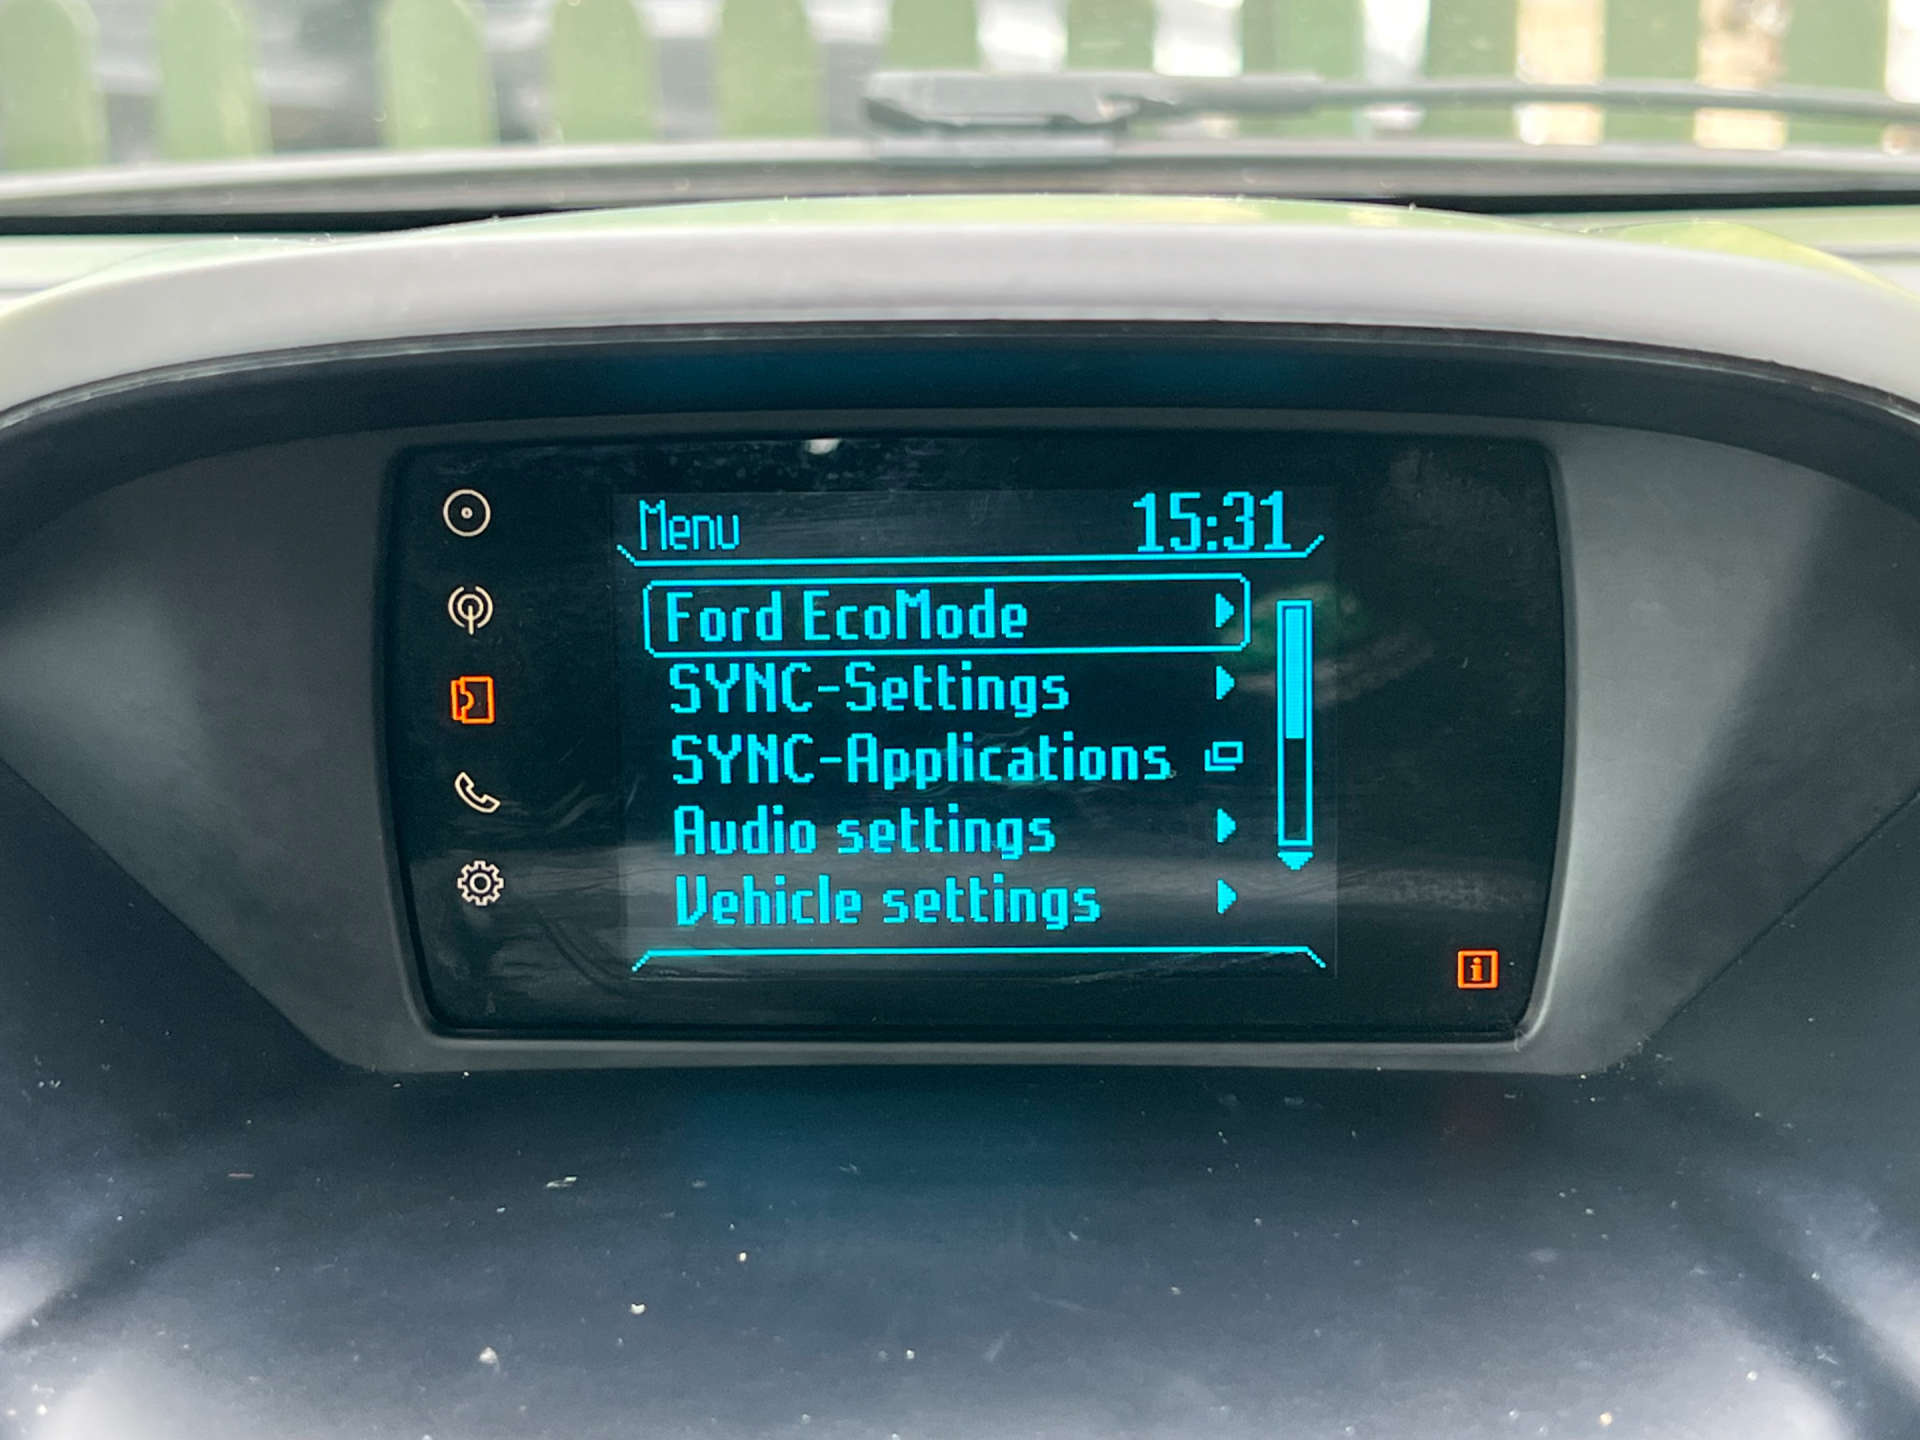 Menu 15:31
Ford EcoMode
SYNC-Settings
SYNC-Applications
Audio settings
Vehicle settings
i